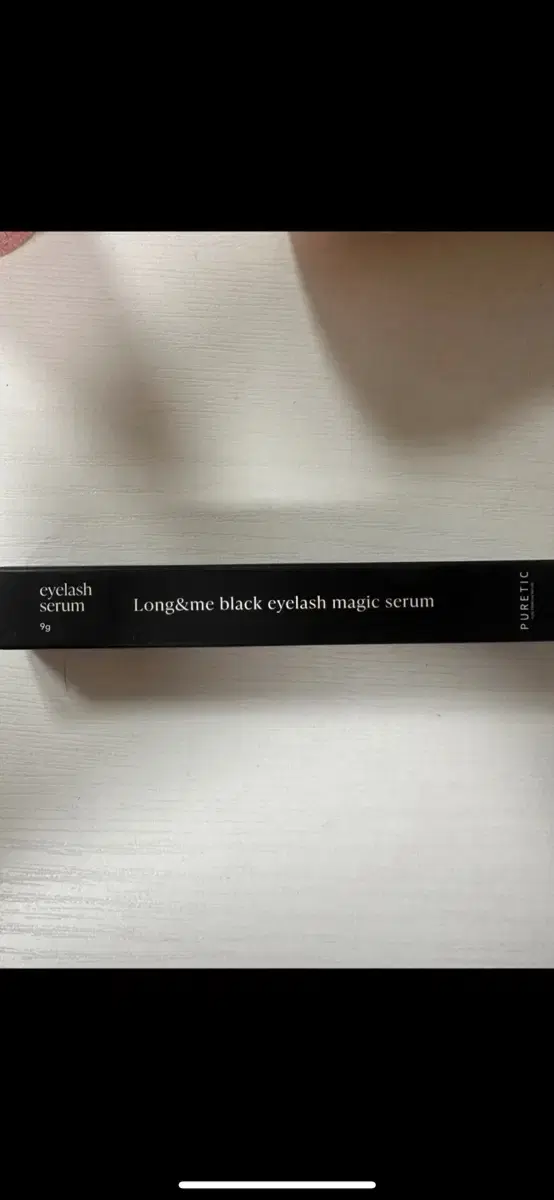 eyelash
serum
9g
Long&me black eyelash magic serum
PURETIC